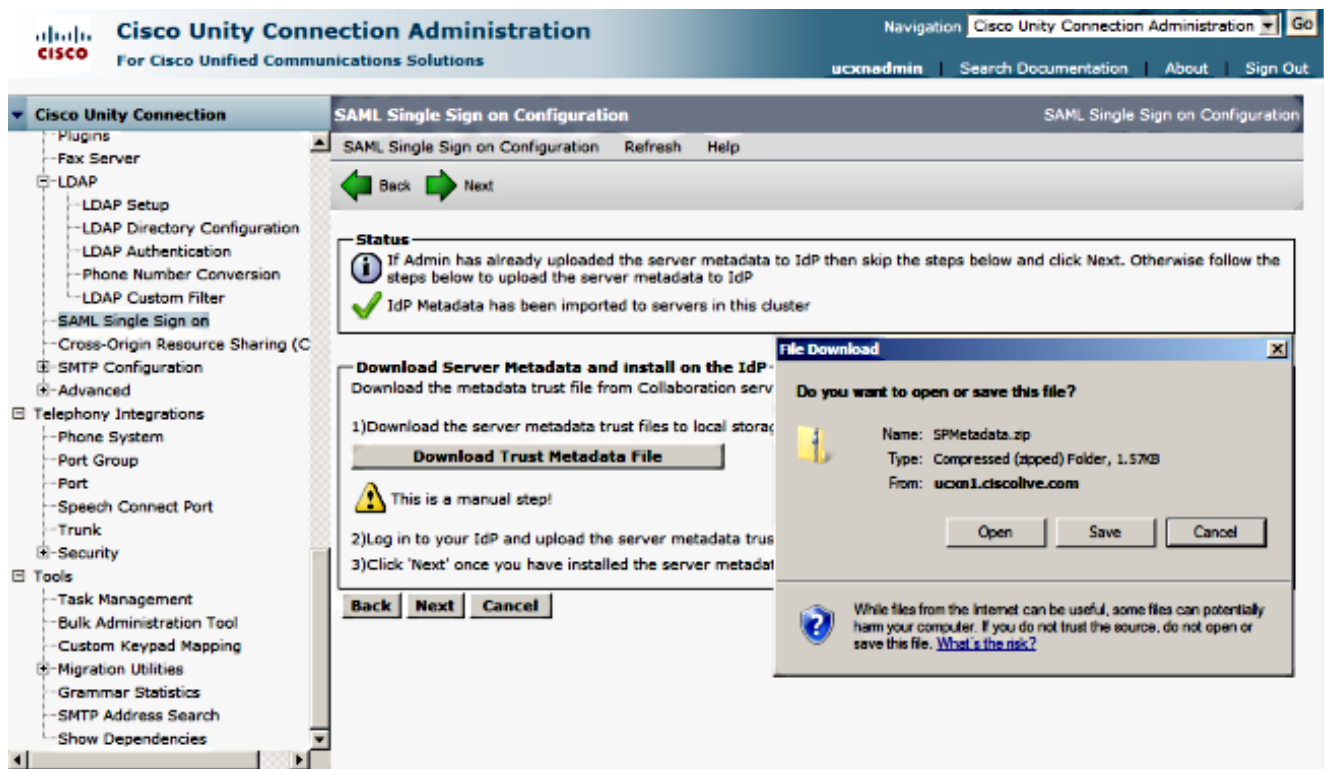 Cisco Unity Connection Administration
For Cisco Unified Communications Solutions
CISCO
Navigation Cisco Unity Connection Administration Go
ucxnadmin | Search Documentation | About | Sign Out
Cisco Unity Connection
Plugins
Fax Server
LDAP
LDAP Setup
LDAP Directory Configuration
LDAP Authentication
Phone Number Conversion
LDAP Custom Filter
SAML Single Sign on
Cross-Origin Resource Sharing (C
SMTP Configuration
Advanced
Telephony Integrations
Phone System
Port Group
Port
Speech Connect Port
Trunk
Security
Tools
Task Management
Bulk Administration Tool
Custom Keypad Mapping
Migration Utilities
Grammar Statistics
SMTP Address Search
Show Dependencies
SAML Single Sign on Configuration SAML Single Sign on Configuration
SAML Single Sign on Configuration Refresh Help
Back Next
Status
If Admin has already uploaded the server metadata to IdP then skip the steps below and click Next. Otherwise follow the
steps below to upload the server metadata to IdP
IdP Metadata has been imported to servers in this cluster
Download Server Metadata and install on the IdP
Download the metadata trust file from Collaboration serv
1)Download the server metadata trust files to local storag
Download Trust Metadata File
This is a manual step!
2)Log in to your IdP and upload the server metadata trus
3)Click 'Next' once you have installed the server metadat
Back Next Cancel
File Download
Do you want to open or save this file?
Name: SPMetadata.zip
Type: Compressed (zipped) Folder, 1.57KB
From: ucxn1.ciscolive.com
Open Save Cancel
While files from the Internet can be useful, some files can potentially
harm your computer. If you do not trust the source, do not open or
save this file. What's the risk?